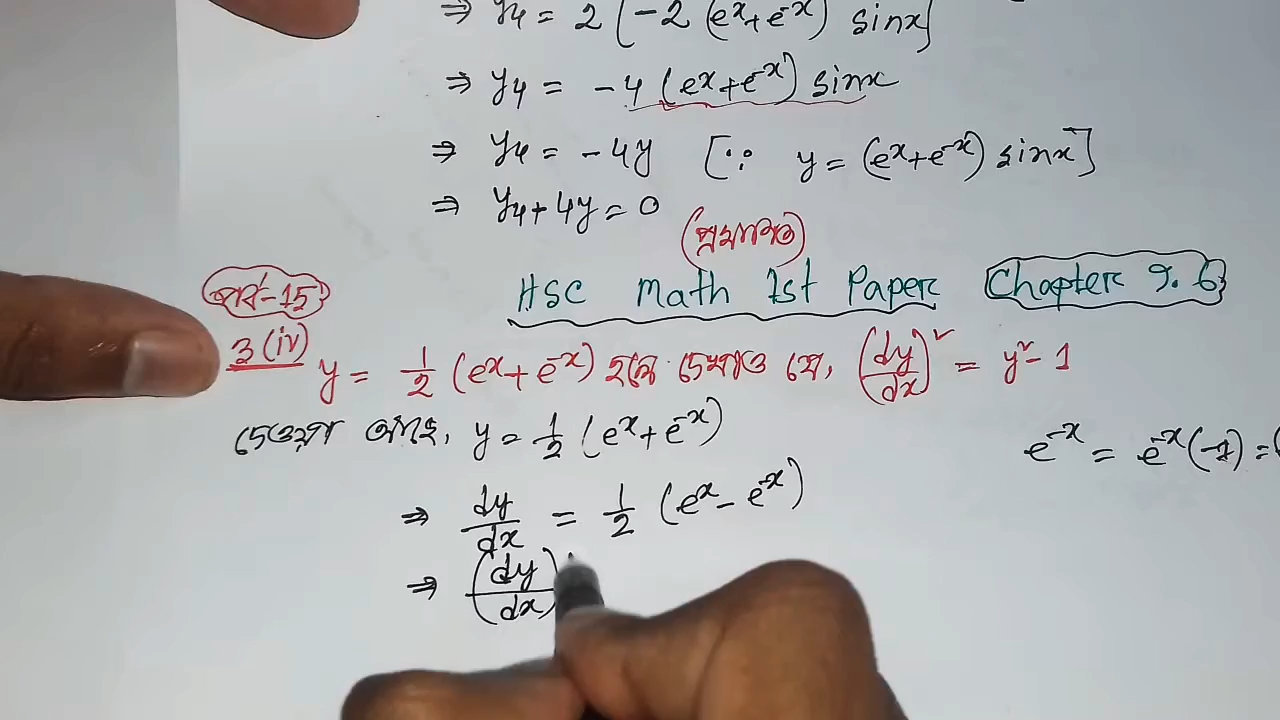 ⇒ y₄ = 2 [-2 (eˣ+e⁻ˣ) sinx]
⇒ y₄ = -4 (eˣ+e⁻ˣ) sinx
⇒ y₄ = -4y [∵ y = (eˣ+e⁻ˣ) sinx]
⇒ y₄+4y=0
(প্রমাণিত)
পর্ব-15 HSC Math 1st Paper Chapter 9.6
3(iv) y = 1/2 (eˣ+e⁻ˣ) হলে দেখাও যে, (dy/dx)² = y²-1
দেওয়া আছে, y = 1/2 (eˣ+e⁻ˣ)
e⁻ˣ = e⁻ˣ(-1) =
⇒ dy/dx = 1/2 (eˣ-e⁻ˣ)
⇒ (dy/dx)